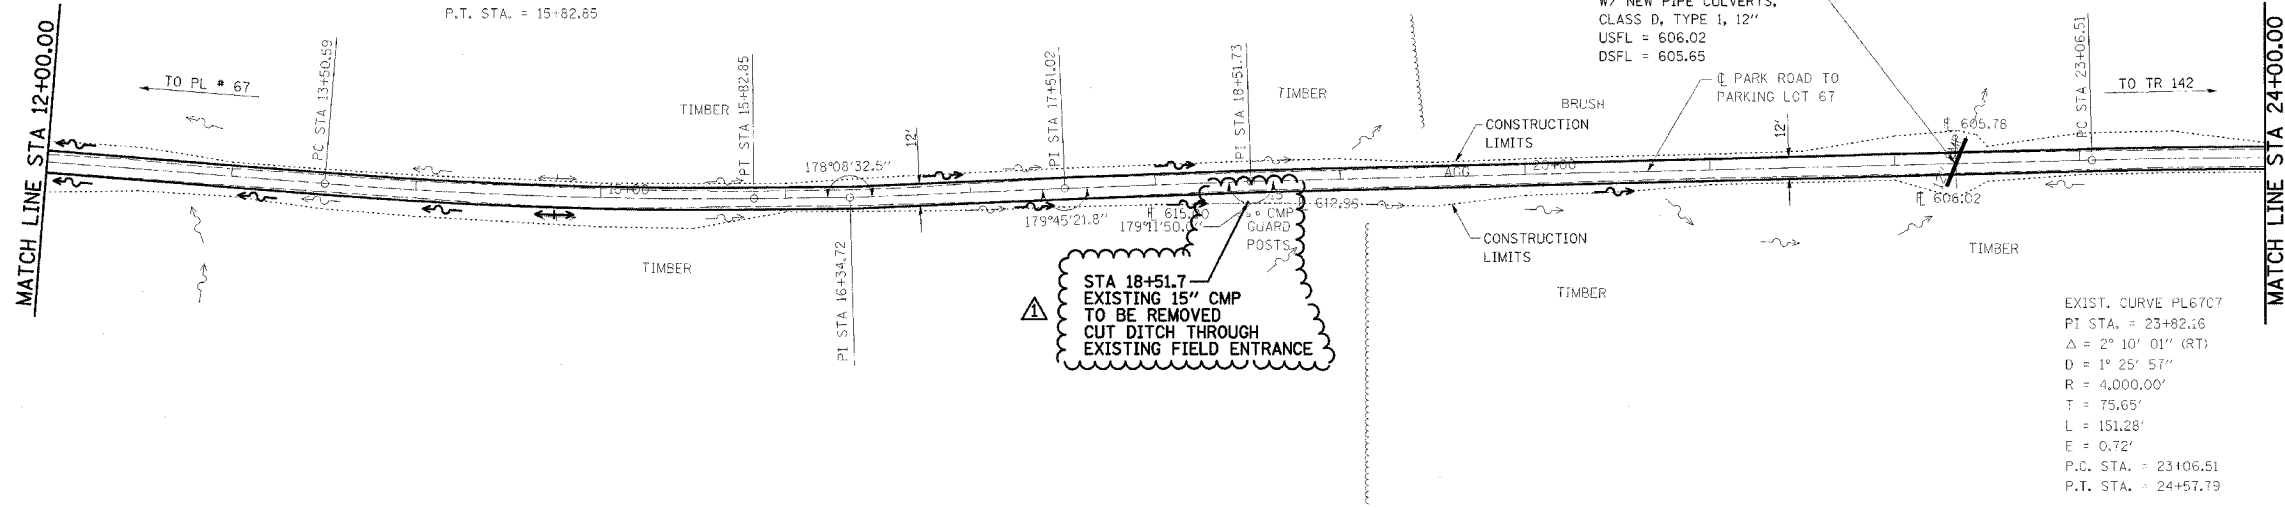 P.T. STA. = 15+82.85
W/ NEW PIPE CULVERTS,
CLASS D, TYPE 1, 12"
USFL = 606.02
DSFL = 605.65
MATCH LINE STA 12+00.00
TO PL # 67
PC STA 13+50.59
TIMBER
PT STA 15+82.85
12'
PI STA 17+51.02
PI STA 18+51.73
TIMBER
BRUSH
CONSTRUCTION
LIMITS
℄ PARK ROAD TO
PARKING LOT 67
12'
605.78
PC STA 23+06.51
TO TR 142
MATCH LINE STA 24+00.00
15+00
178°08'32.5"
AGG
20+00
179°45'21.8"
179°11'50.0"
612.96
CMP
GUARD
POSTS
606.02
PI STA 16+34.72
TIMBER
CONSTRUCTION
LIMITS
TIMBER
TIMBER
1
STA 18+51.7
EXISTING 15" CMP
TO BE REMOVED
CUT DITCH THROUGH
EXISTING FIELD ENTRANCE
EXIST. CURVE PL67C7
PI STA. = 23+82.16
Δ = 2° 10' 01" (RT)
D = 1° 25' 57"
R = 4,000.00'
T = 75.65'
L = 151.28'
E = 0.72'
P.C. STA. = 23+06.51
P.T. STA. = 24+57.79